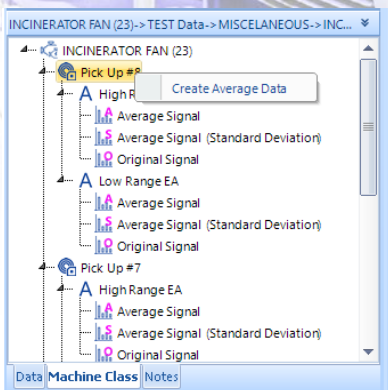 INCINERATOR FAN (23)->TEST Data->MISCELANEOUS->INC...
INCINERATOR FAN (23)
Pick Up #8
Create Average Data
A High R
Average Signal
Average Signal (Standard Deviation)
Original Signal
A Low Range EA
Average Signal
Average Signal (Standard Deviation)
Original Signal
Pick Up #7
A High Range EA
Average Signal
Average Signal (Standard Deviation)
Original Signal
Data Machine Class Notes